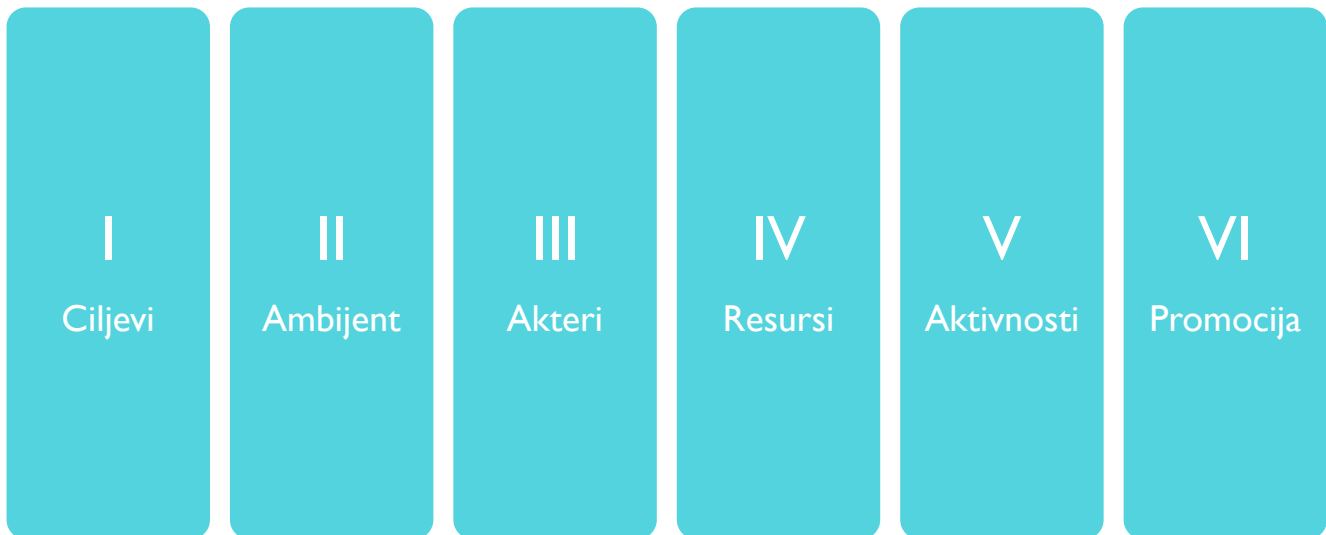 I
Ciljevi
II
Ambijent
III
Akteri
IV
Resursi
V
Aktivnosti
VI
Promocija